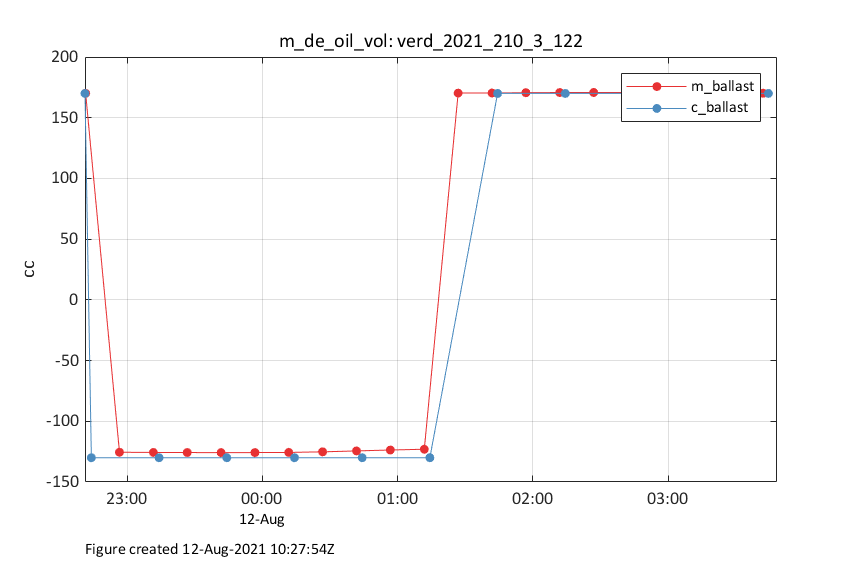 m_de_oil_vol: verd_2021_210_3_122
200
150
100
50
0
-50
-100
-150
cc
m_ballast
c_ballast
23:00
00:00
01:00
02:00
03:00
12-Aug
Figure created 12-Aug-2021 10:27:54Z